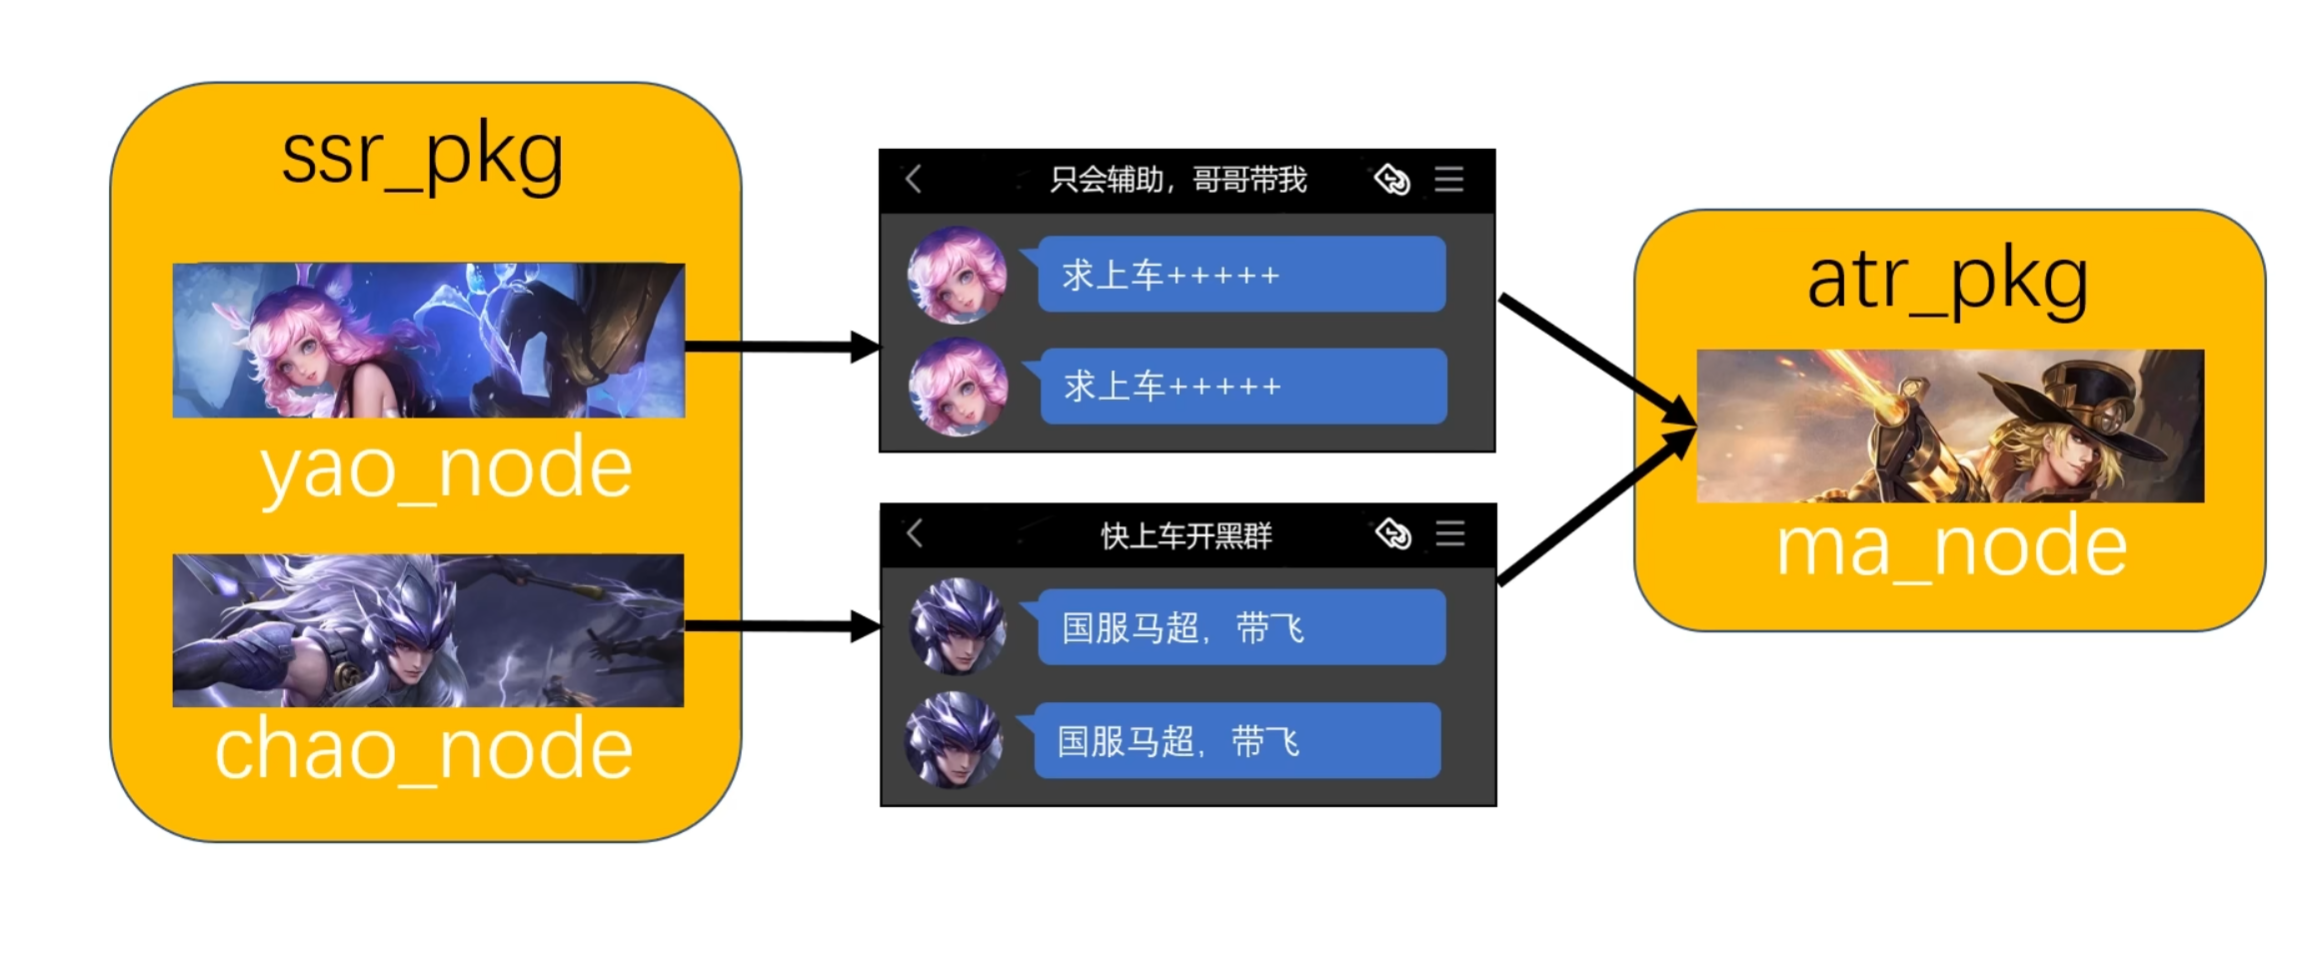 ssr_pkg
yao_node
chao_node
只会辅助，哥哥带我
求上车+++++
求上车+++++
快上车开黑群
国服马超，带飞
国服马超，带飞
atr_pkg
ma_node